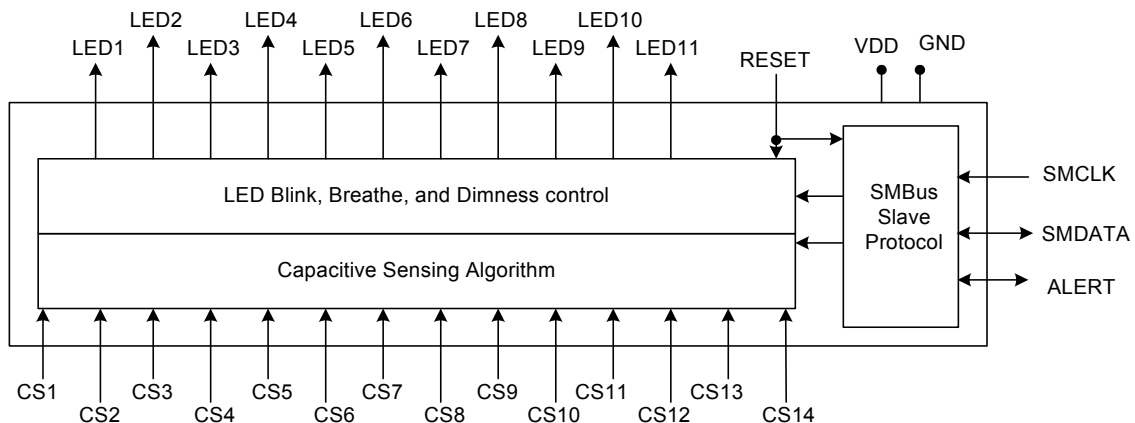 LED2
LED4
LED6
LED8
LED10
LED1
LED3
LED5
LED7
LED9
LED11
RESET
VDD
GND
LED Blink, Breathe, and Dimness control
Capacitive Sensing Algorithm
SMBus
Slave
Protocol
SMCLK
SMDATA
ALERT
CS1
CS3
CS5
CS7
CS9
CS11
CS13
CS2
CS4
CS6
CS8
CS10
CS12
CS14